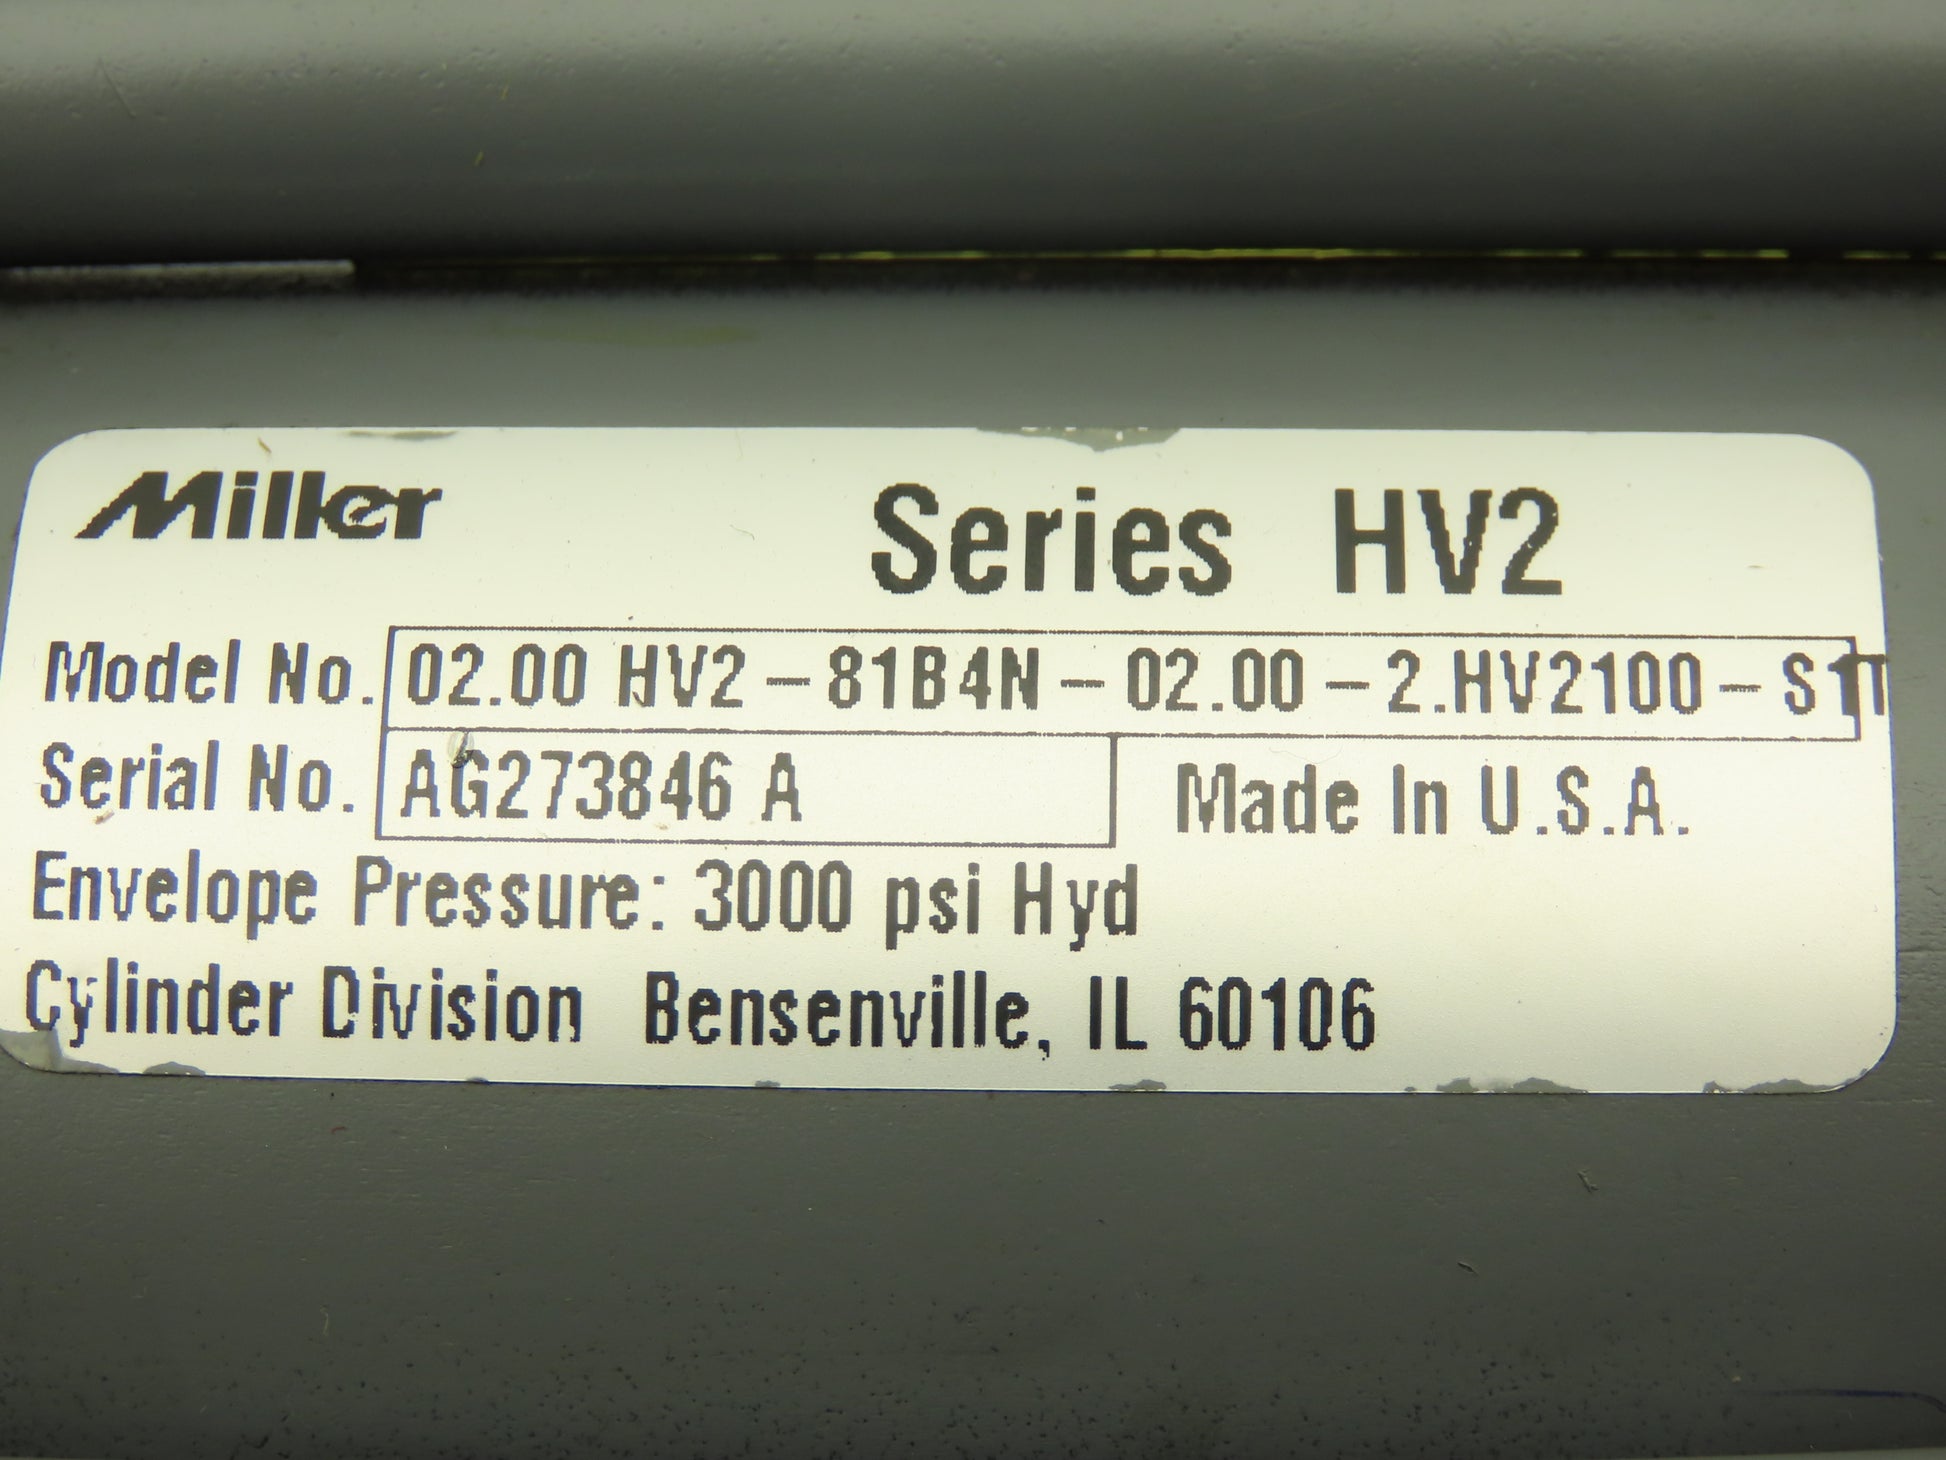 Miller
Series HV2
Model No. 02.00 HV2-81B4N-02.00-2.HV2100-S11
Serial No. AG273846 A
Made In U.S.A.
Envelope Pressure: 3000 psi Hyd
Cylinder Division Bensenville, IL 60106